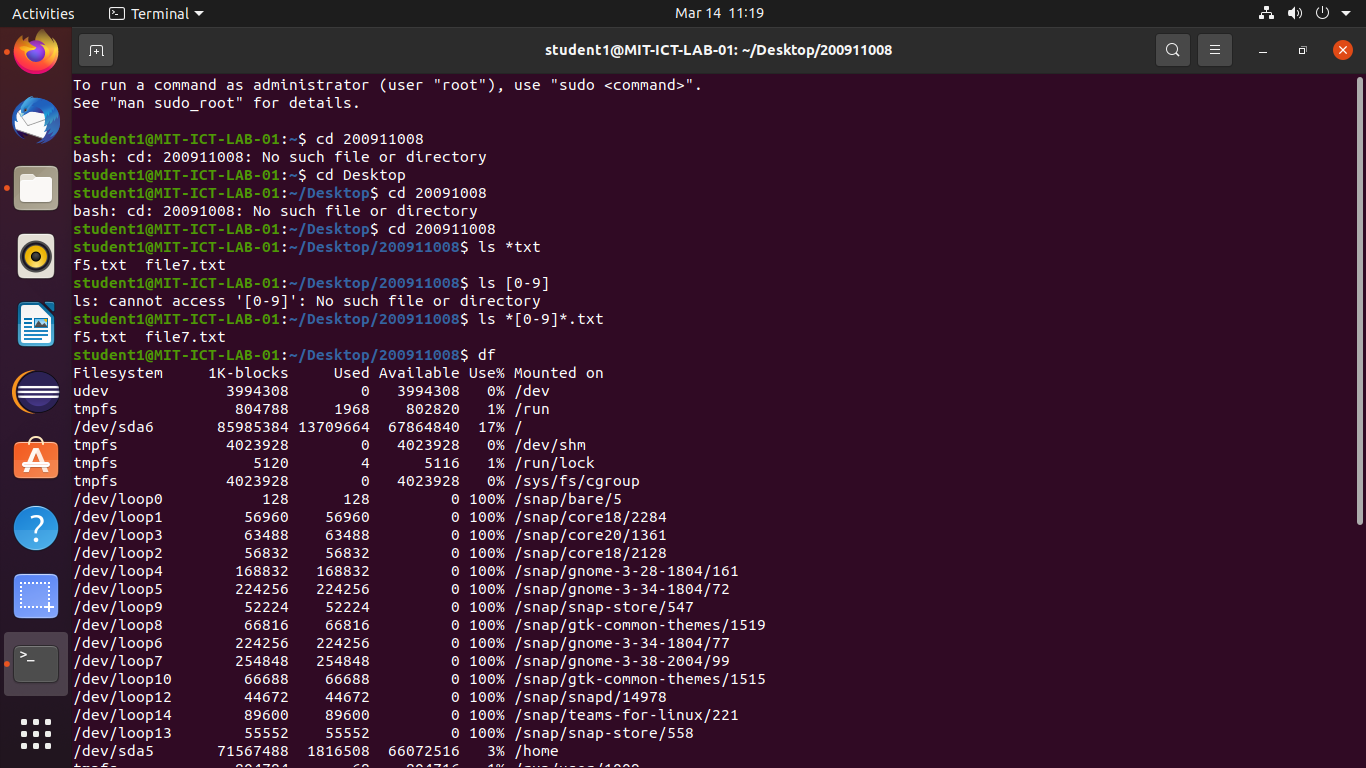 Activities Terminal Mar 14 11:19
student1@MIT-ICT-LAB-01: ~/Desktop/200911008
To run a command as administrator (user "root"), use "sudo <command>".
See "man sudo_root" for details.
student1@MIT-ICT-LAB-01:~$ cd 200911008
bash: cd: 200911008: No such file or directory
student1@MIT-ICT-LAB-01:~$ cd Desktop
student1@MIT-ICT-LAB-01:~/Desktop$ cd 20091008
bash: cd: 20091008: No such file or directory
student1@MIT-ICT-LAB-01:~/Desktop$ cd 200911008
student1@MIT-ICT-LAB-01:~/Desktop/200911008$ ls *txt
f5.txt  file7.txt
student1@MIT-ICT-LAB-01:~/Desktop/200911008$ ls [0-9]
ls: cannot access '[0-9]': No such file or directory
student1@MIT-ICT-LAB-01:~/Desktop/200911008$ ls *[0-9]*.txt
f5.txt  file7.txt
student1@MIT-ICT-LAB-01:~/Desktop/200911008$ df
Filesystem     1K-blocks     Used Available Use% Mounted on
udev             3994308        0   3994308   0% /dev
tmpfs             804788     1968    802820   1% /run
/dev/sda6       85985384 13709664  67864840  17% /
tmpfs            4023928        0   4023928   0% /dev/shm
tmpfs               5120        4      5116   1% /run/lock
tmpfs            4023928        0   4023928   0% /sys/fs/cgroup
/dev/loop0           128      128         0 100% /snap/bare/5
/dev/loop1         56960    56960         0 100% /snap/core18/2284
/dev/loop3         63488    63488         0 100% /snap/core20/1361
/dev/loop2         56832    56832         0 100% /snap/core18/2128
/dev/loop4        168832   168832         0 100% /snap/gnome-3-28-1804/161
/dev/loop5        224256   224256         0 100% /snap/gnome-3-34-1804/72
/dev/loop9         52224    52224         0 100% /snap/snap-store/547
/dev/loop8         66816    66816         0 100% /snap/gtk-common-themes/1519
/dev/loop6        224256   224256         0 100% /snap/gnome-3-34-1804/77
/dev/loop7        254848   254848         0 100% /snap/gnome-3-38-2004/99
/dev/loop10        66688    66688         0 100% /snap/gtk-common-themes/1515
/dev/loop12        44672    44672         0 100% /snap/snapd/14978
/dev/loop14        89600    89600         0 100% /snap/teams-for-linux/221
/dev/loop13        55552    55552         0 100% /snap/snap-store/558
/dev/sda5       71567488  1816508  66072516   3% /home